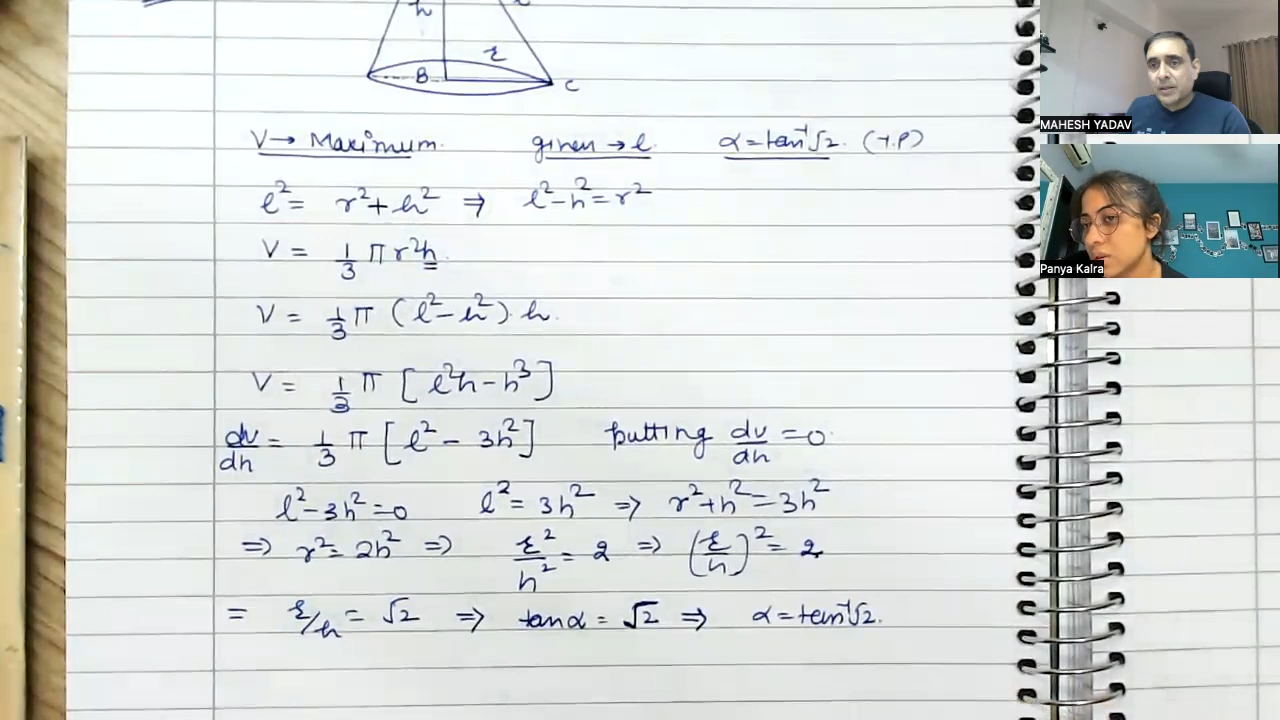 h l
r
B C
V → Maximum. given → l. α = tan⁻¹√2. (T.P)
l² = r² + h² ⇒ l² - h² = r²
V = 1/3 π r²h.
V = 1/3 π (l² - h²) . h.
V = 1/3 π [l²h - h³]
dv/dh = 1/3 π [l² - 3h²] putting dv/dh = 0.
l² - 3h² = 0 l² = 3h² ⇒ r² + h² = 3h²
⇒ r² = 2h² ⇒ r²/h² = 2 ⇒ (r/h)² = 2
= r/h = √2 ⇒ tanα = √2 ⇒ α = tan⁻¹√2.
MAHESH YADAV
Panya Kalra